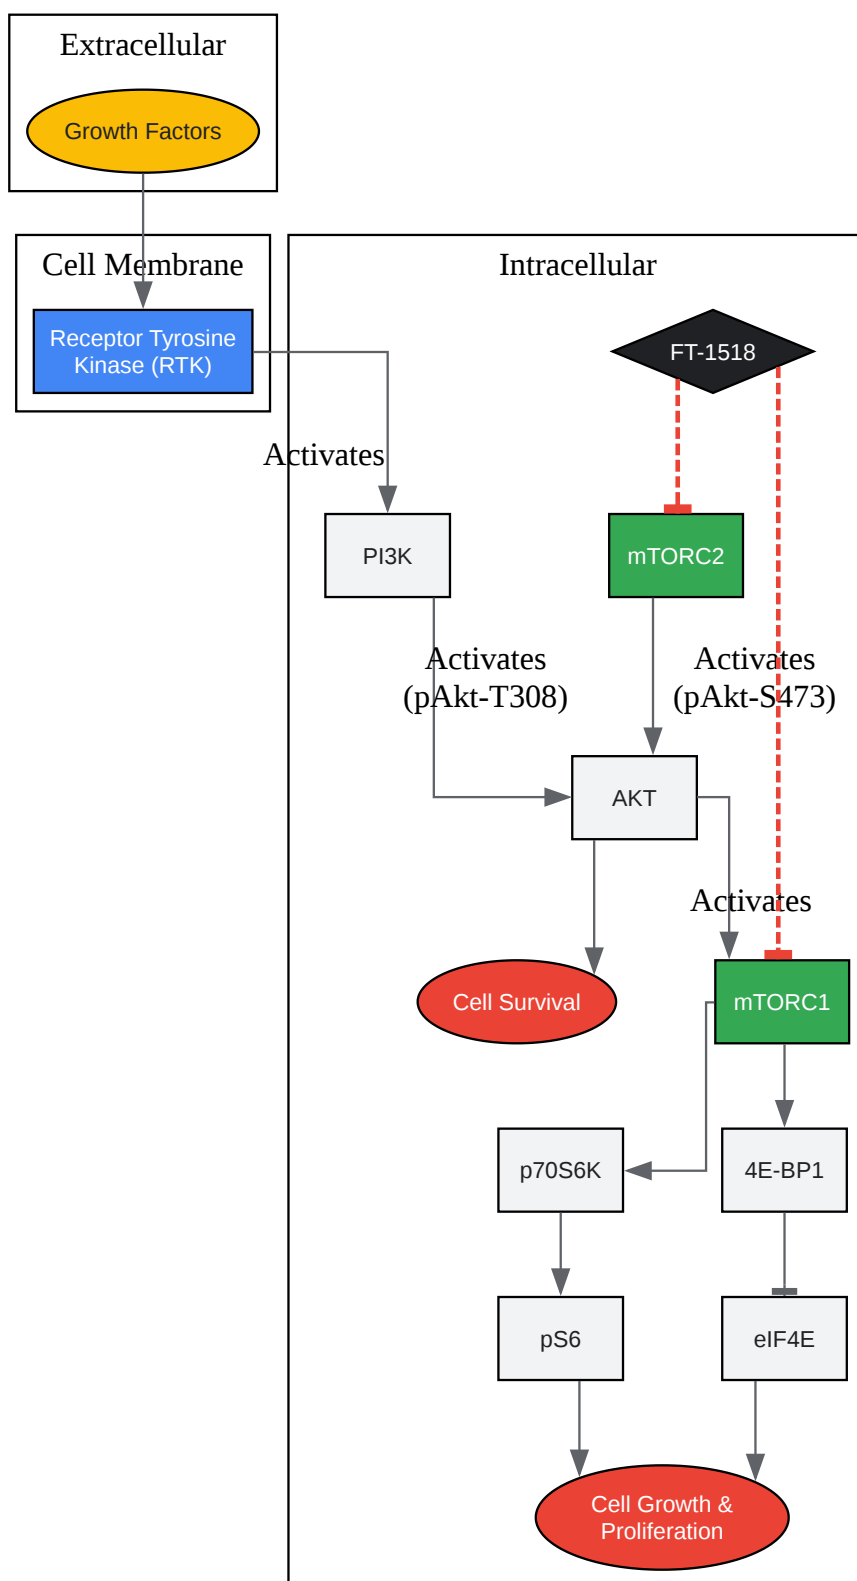 Extracellular
Growth Factors
Cell Membrane
Intracellular
Receptor Tyrosine
Kinase (RTK)
FT-1518
Activates
PI3K
mTORC2
Activates
(pAkt-T308)
Activates
(pAkt-S473)
AKT
Activates
Cell Survival
mTORC1
p70S6K
4E-BP1
pS6
eIF4E
Cell Growth &
Proliferation